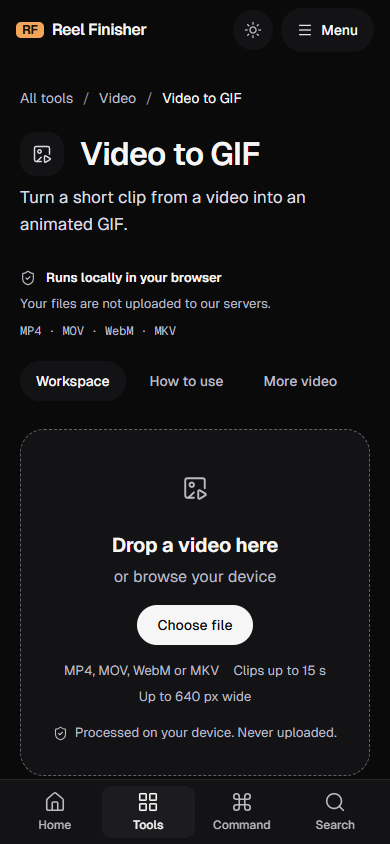 RF Reel Finisher
Menu
All tools / Video / Video to GIF
Video to GIF
Turn a short clip from a video into an
animated GIF.
Runs locally in your browser
Your files are not uploaded to our servers.
MP4 · MOV · WebM · MKV
Workspace How to use More video
Drop a video here
or browse your device
Choose file
MP4, MOV, WebM or MKV Clips up to 15 s
Up to 640 px wide
Processed on your device. Never uploaded.
Home Tools Command Search